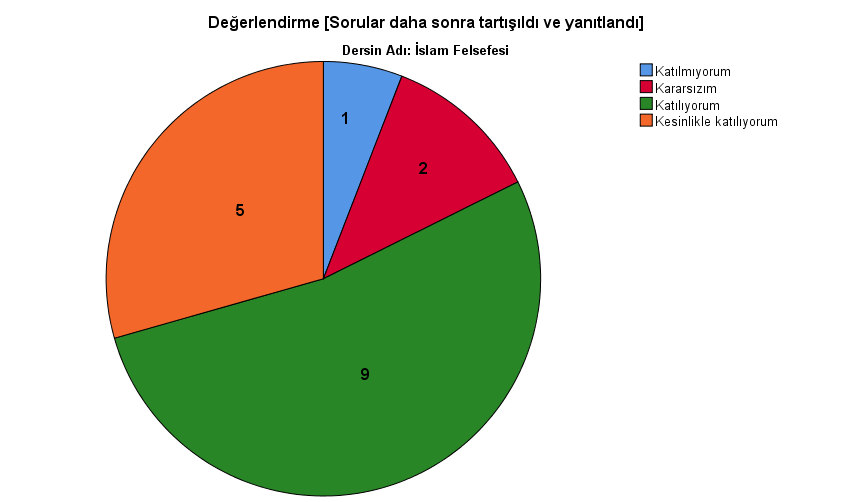 Değerlendirme [Sorular daha sonra tartışıldı ve yanıtlandı]
Dersin Adı: İslam Felsefesi
Katılmıyorum
Kararsızım
Katılıyorum
Kesinlikle katılıyorum
1
2
5
9